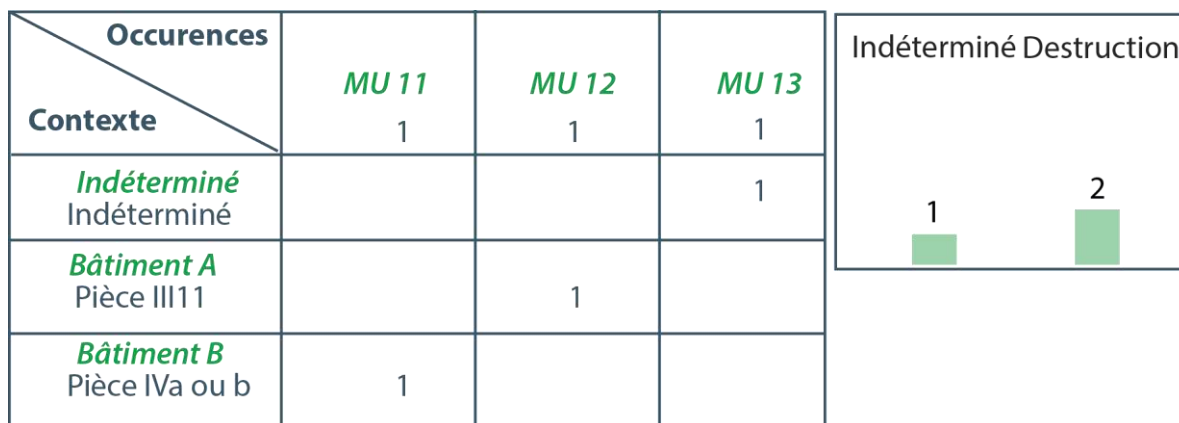 Occurences
Contexte
MU 11 MU 12 MU 13
1 1 1
Indéterminé
Indéterminé
1
Bâtiment A
Pièce III11
1
Bâtiment B
Pièce IVa ou b
1
Indéterminé Destruction
1 2